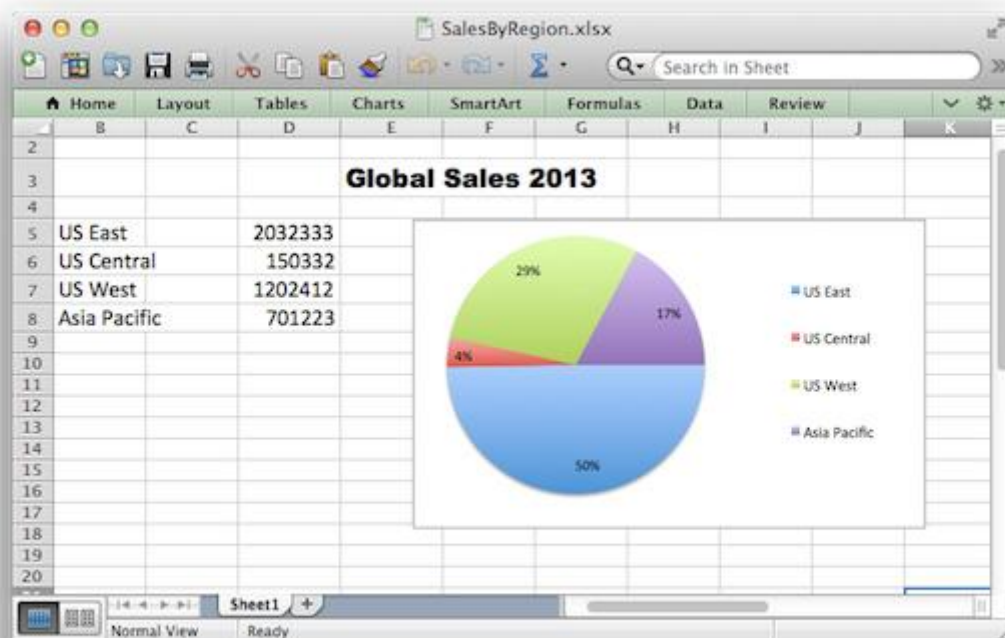 SalesByRegion.xlsx
Search in Sheet
Home Layout Tables Charts SmartArt Formulas Data Review
B C D E F G H I J K
2
3 Global Sales 2013
4
5 US East 2032333
6 US Central 150332
7 US West 1202412
8 Asia Pacific 701223
9
10
11
12
13
14
15
16
17
18
19
20
29%
17%
4%
50%
US East
US Central
US West
Asia Pacific
Sheet1
Normal View Ready